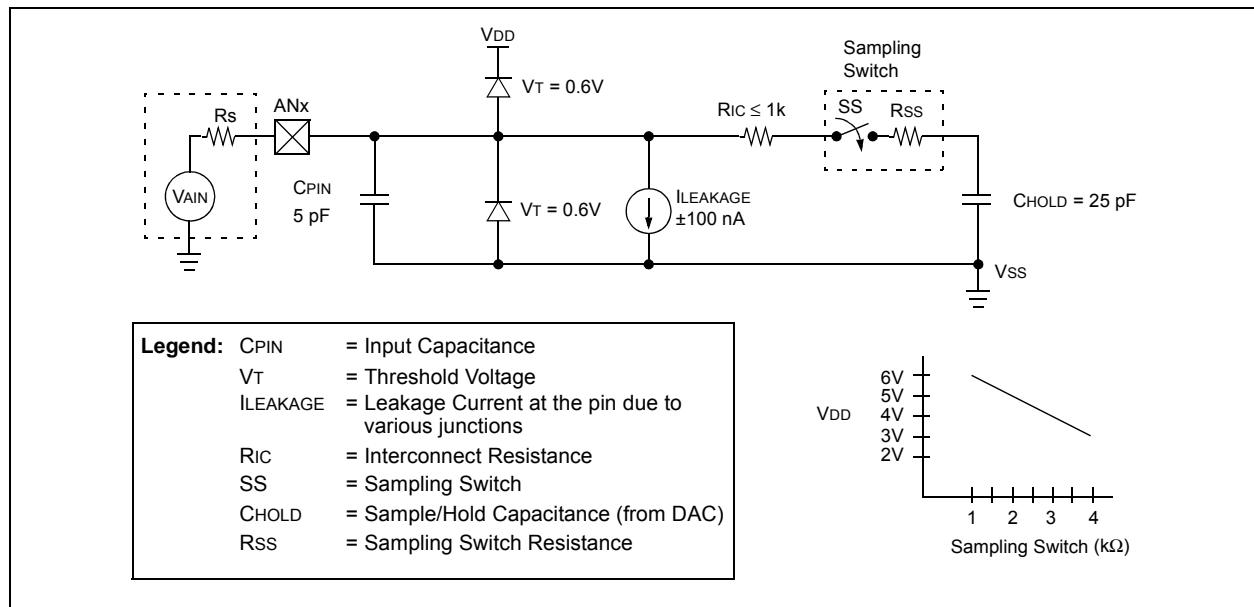 VDD
Sampling
Switch
VT = 0.6V
ANx
RIC ≤ 1k
SS
RSS
Rs
VAIN
CPIN
5 pF
VT = 0.6V
ILEAKAGE
±100 nA
CHOLD = 25 pF
VSS
Legend: CPIN = Input Capacitance
VT = Threshold Voltage
ILEAKAGE = Leakage Current at the pin due to
various junctions
RIC = Interconnect Resistance
SS = Sampling Switch
CHOLD = Sample/Hold Capacitance (from DAC)
RSS = Sampling Switch Resistance
VDD
6V
5V
4V
3V
2V
1 2 3 4
Sampling Switch (kΩ)